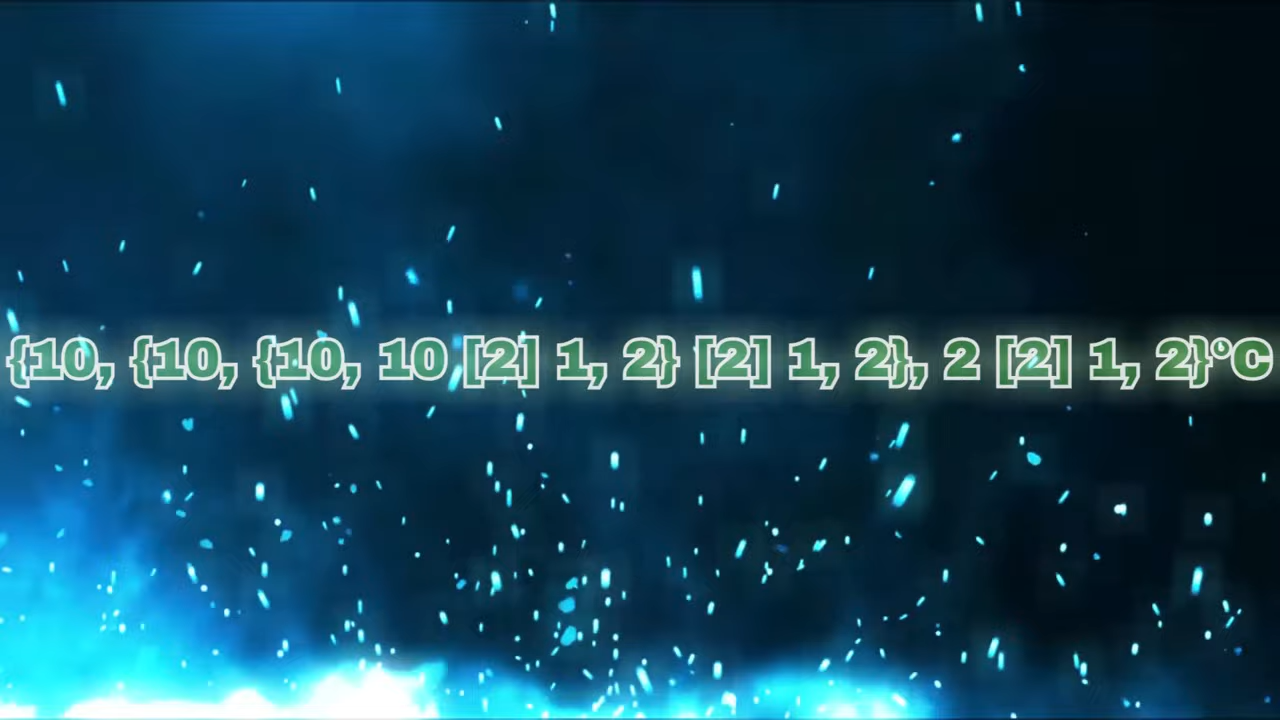 {10, {10, {10, 10 [2] 1, 2} [2] 1, 2}, 2 [2] 1, 2}°C